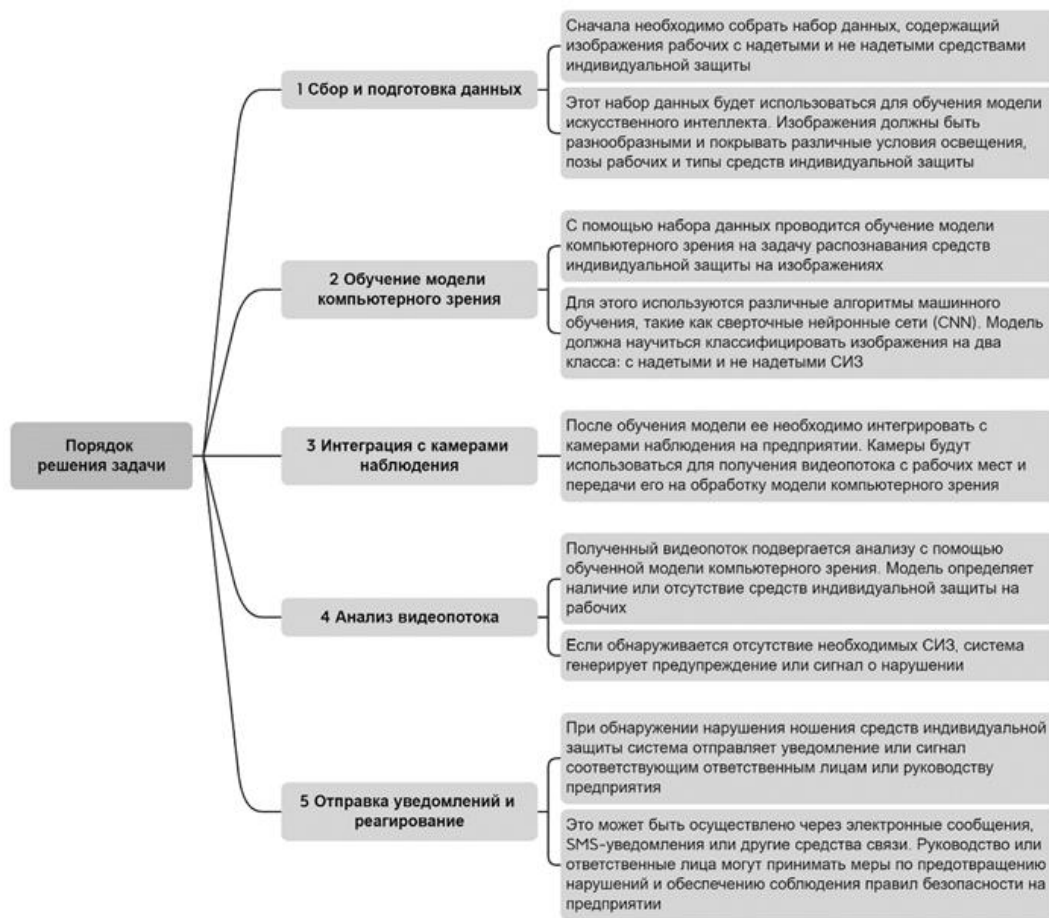 Порядок
решения задачи
1 Сбор и подготовка данных
Сначала необходимо собрать набор данных, содержащий
изображения рабочих с надетыми и не надетыми средствами
индивидуальной защиты
Этот набор данных будет использоваться для обучения модели
искусственного интеллекта. Изображения должны быть
разнообразными и покрывать различные условия освещения,
позы рабочих и типы средств индивидуальной защиты
2 Обучение модели
компьютерного зрения
С помощью набора данных проводится обучение модели
компьютерного зрения на задачу распознавания средств
индивидуальной защиты на изображениях
Для этого используются различные алгоритмы машинного
обучения, такие как сверточные нейронные сети (CNN). Модель
должна научиться классифицировать изображения на два
класса: с надетыми и не надетыми СИЗ
3 Интеграция с камерами
наблюдения
После обучения модели ее необходимо интегрировать с
камерами наблюдения на предприятии. Камеры будут
использоваться для получения видеопотока с рабочих мест и
передачи его на обработку модели компьютерного зрения
4 Анализ видеопотока
Полученный видеопоток подвергается анализу с помощью
обученной модели компьютерного зрения. Модель определяет
наличие или отсутствие средств индивидуальной защиты на
рабочих
Если обнаруживается отсутствие необходимых СИЗ, система
генерирует предупреждение или сигнал о нарушении
5 Отправка уведомлений и
реагирование
При обнаружении нарушения ношения средств индивидуальной
защиты система отправляет уведомление или сигнал
соответствующим ответственным лицам или руководству
предприятия
Это может быть осуществлено через электронные сообщения,
SMS-уведомления или другие средства связи. Руководство или
ответственные лица могут принимать меры по предотвращению
нарушений и обеспечению соблюдения правил безопасности на
предприятии